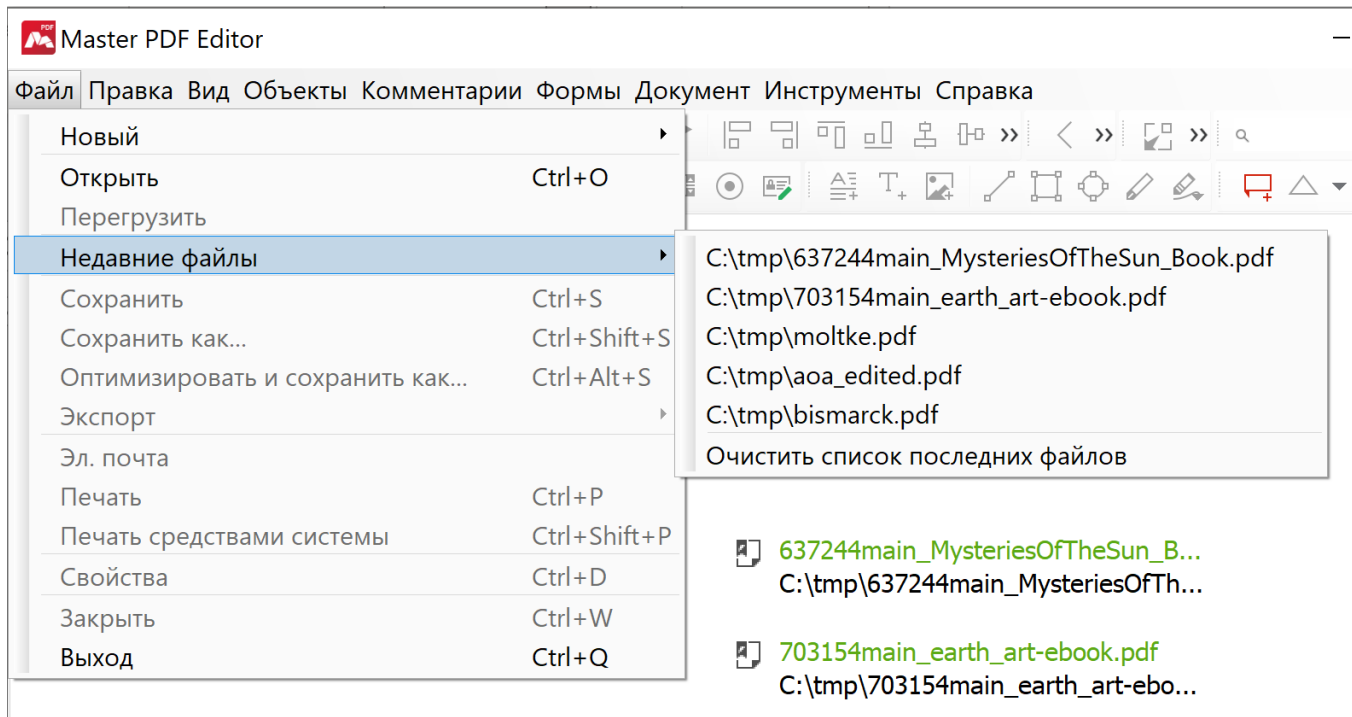 Master PDF Editor
Файл Правка Вид Объекты Комментарии Формы Документ Инструменты Справка
Новый
Открыть Ctrl+O
Перегрузить
Недавние файлы
Сохранить Ctrl+S
Сохранить как... Ctrl+Shift+S
Оптимизировать и сохранить как... Ctrl+Alt+S
Экспорт
Эл. почта
Печать Ctrl+P
Печать средствами системы Ctrl+Shift+P
Свойства Ctrl+D
Закрыть Ctrl+W
Выход Ctrl+Q
C:\tmp\637244main_MysteriesOfTheSun_Book.pdf
C:\tmp\703154main_earth_art-ebook.pdf
C:\tmp\moltke.pdf
C:\tmp\aoa_edited.pdf
C:\tmp\bismarck.pdf
Очистить список последних файлов
637244main_MysteriesOfTheSun_B...
C:\tmp\637244main_MysteriesOfTh...
703154main_earth_art-ebook.pdf
C:\tmp\703154main_earth_art-ebo...